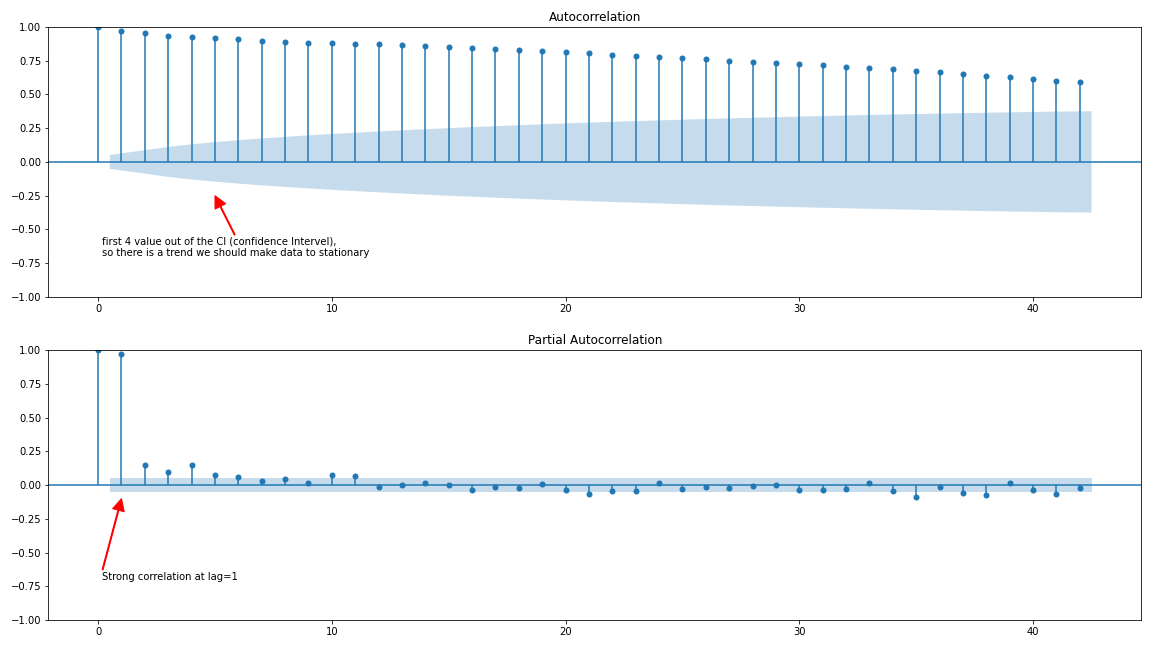 Autocorrelation
1.00
0.75
0.50
0.25
0.00
−0.25
−0.50
−0.75
−1.00
first 4 value out of the CI (confidence Intervel),
so there is a trend we should make data to stationary
0 10 20 30 40
Partial Autocorrelation
1.00
0.75
0.50
0.25
0.00
−0.25
−0.50
−0.75
−1.00
Strong correlation at lag=1
0 10 20 30 40